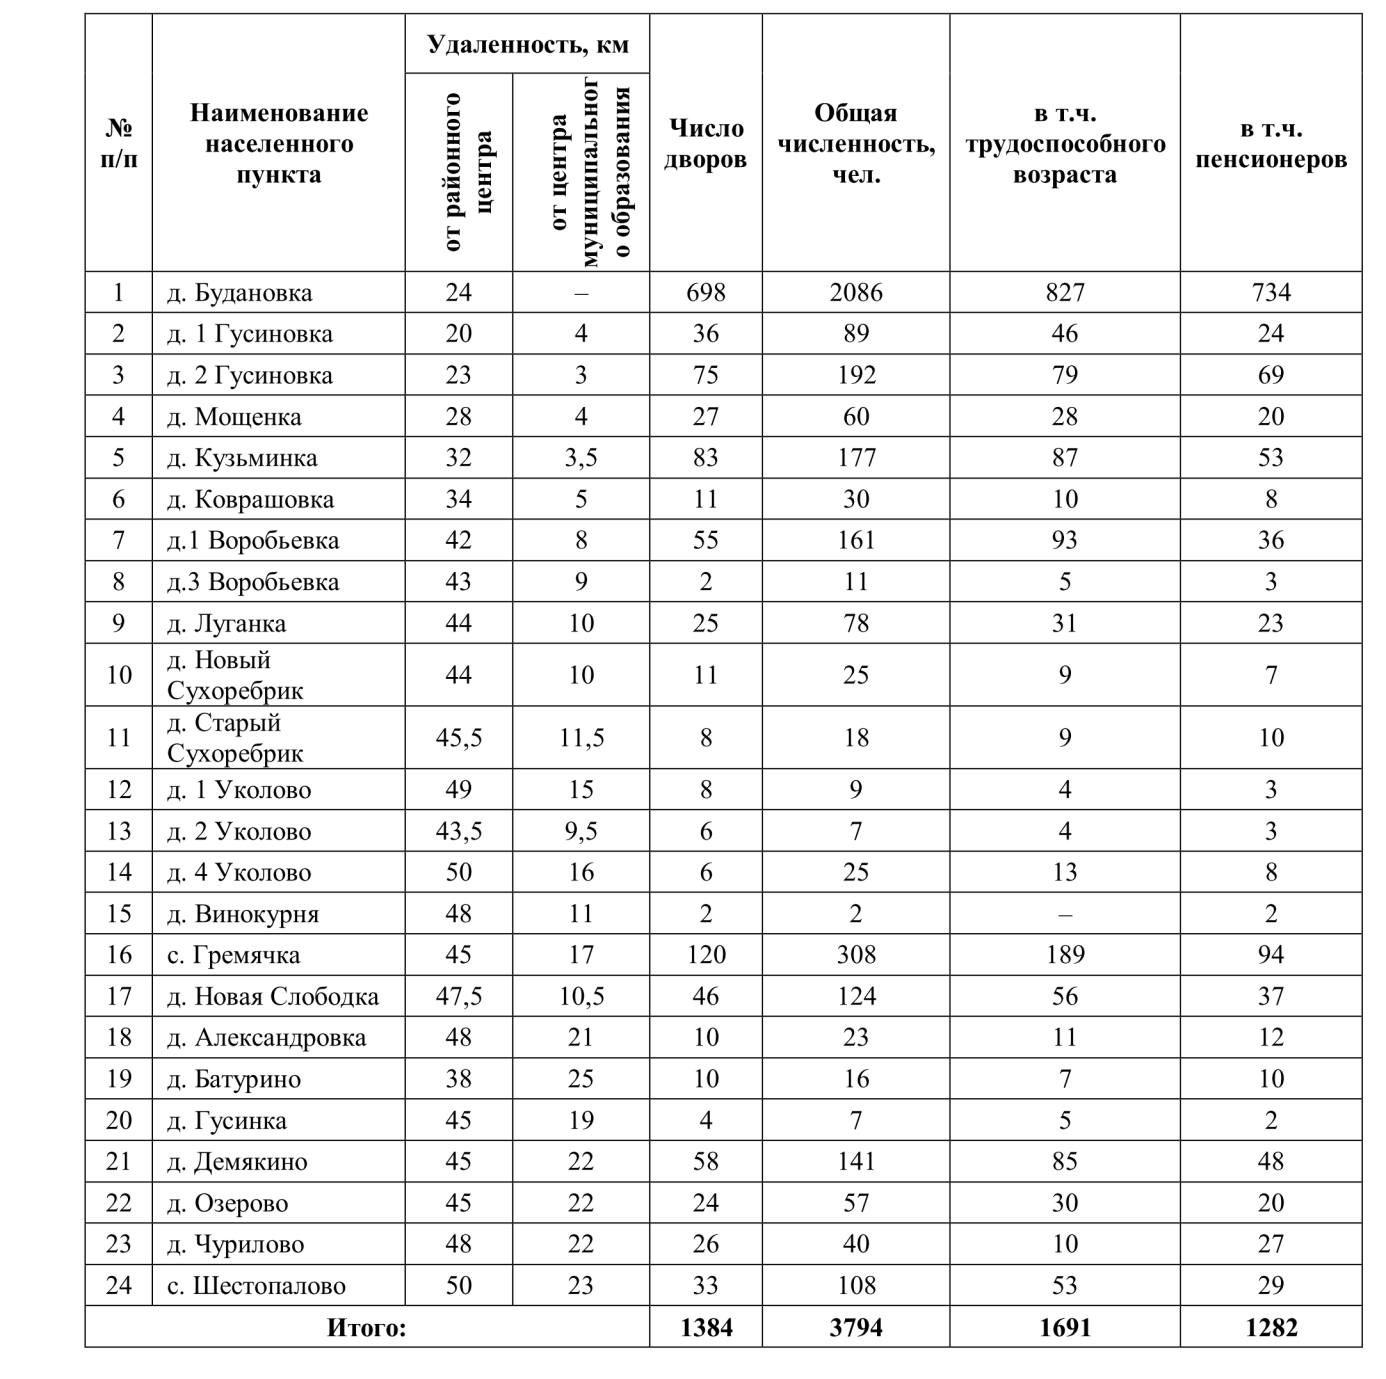 №
п/п
Наименование
населенного
пункта
Удаленность, км
от районного
центра
от центра
муниципальног
о образования
Число
дворов
Общая
численность,
чел.
в т.ч.
трудоспособного
возраста
в т.ч.
пенсионеров
1 д. Будановка 24 – 698 2086 827 734
2 д. 1 Гусиновка 20 4 36 89 46 24
3 д. 2 Гусиновка 23 3 75 192 79 69
4 д. Мощенка 28 4 27 60 28 20
5 д. Кузьминка 32 3,5 83 177 87 53
6 д. Коврашовка 34 5 11 30 10 8
7 д.1 Воробьевка 42 8 55 161 93 36
8 д.3 Воробьевка 43 9 2 11 5 3
9 д. Луганка 44 10 25 78 31 23
10 д. Новый
Сухоребрик 44 10 11 25 9 7
11 д. Старый
Сухоребрик 45,5 11,5 8 18 9 10
12 д. 1 Уколово 49 15 8 9 4 3
13 д. 2 Уколово 43,5 9,5 6 7 4 3
14 д. 4 Уколово 50 16 6 25 13 8
15 д. Винокурня 48 11 2 2 – 2
16 с. Гремячка 45 17 120 308 189 94
17 д. Новая Слободка 47,5 10,5 46 124 56 37
18 д. Александровка 48 21 10 23 11 12
19 д. Батурино 38 25 10 16 7 10
20 д. Гусинка 45 19 4 7 5 2
21 д. Демякино 45 22 58 141 85 48
22 д. Озерово 45 22 24 57 30 20
23 д. Чурилово 48 22 26 40 10 27
24 с. Шестопалово 50 23 33 108 53 29
Итого: 1384 3794 1691 1282